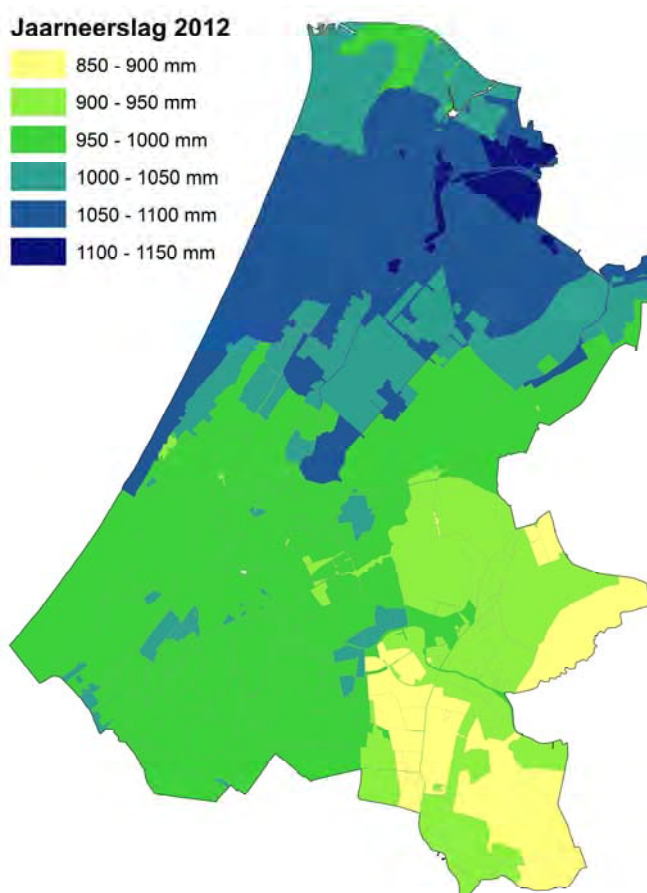 Jaarneerslag 2012
850 - 900 mm
900 - 950 mm
950 - 1000 mm
1000 - 1050 mm
1050 - 1100 mm
1100 - 1150 mm